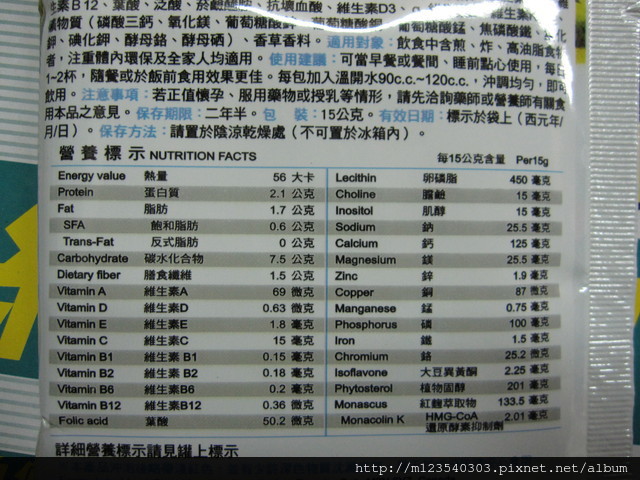 生素B12、葉酸、泛酸、菸鹼醯胺、抗壞血酸、維生素D3、
礦物質（磷酸三鈣、氧化鎂、葡萄糖酸鋅、葡萄糖酸銅、葡萄糖酸錳、焦磷酸鐵、氯化
鉀、碘化鉀、酵母鉻、酵母硒）、香草香料。適用對象：飲食中含煎、炸、高油脂食物
者，注重體內環保及全家人均適用。使用建議：可當早餐或餐間、睡前點心使用，每日
1~2杯，隨餐或於飯前食用效果更佳。每包加入溫開水90c.c.~120c.c.，沖調均勻，即可
飲用。注意事項：若正值懷孕、服用藥物或授乳等情形，請先洽詢藥師或營養師有關食
用本品之意見。保存期限：二年半。包 裝：15公克。有效日期：標示於袋上（西元年/
月/日）。保存方法：請置於陰涼乾燥處（不可置於冰箱內）。
營養標示 NUTRITION FACTS 每15公克含量 Per15g
Energy value 熱量 56 大卡 Lecithin 卵磷脂 450 毫克
Protein 蛋白質 2.1 公克 Choline 膽鹼 15 毫克
Fat 脂肪 1.7 公克 Inositol 肌醇 15 毫克
SFA 飽和脂肪 0.6 公克 Sodium 鈉 25.5 毫克
Trans-Fat 反式脂肪 0 公克 Calcium 鈣 125 毫克
Carbohydrate 碳水化合物 7.5 公克 Magnesium 鎂 25.5 毫克
Dietary fiber 膳食纖維 1.5 公克 Zinc 鋅 1.9 毫克
Vitamin A 維生素A 69 微克 Copper 銅 87 微克
Vitamin D 維生素D 0.63 微克 Manganese 錳 0.75 毫克
Vitamin E 維生素E 1.8 毫克 Phosphorus 磷 100 毫克
Vitamin C 維生素C 15 毫克 Iron 鐵 1.5 毫克
Vitamin B1 維生素 B1 0.15 毫克 Chromium 鉻 25.2 微克
Vitamin B2 維生素 B2 0.18 毫克 Isoflavone 大豆異黃酮 2.25 毫克
Vitamin B6 維生素B6 0.2 毫克 Phytosterol 植物固醇 201 毫克
Vitamin B12 維生素B12 0.36 微克 Monascus 紅麴萃取物 133.5 毫克
Folic acid 葉酸 50.2 微克 Monacolin K HMG-CoA 2.01 毫克
還原酵素抑制劑
詳細營養標示請見罐上標示
http://m123540303.pixnet.net/album